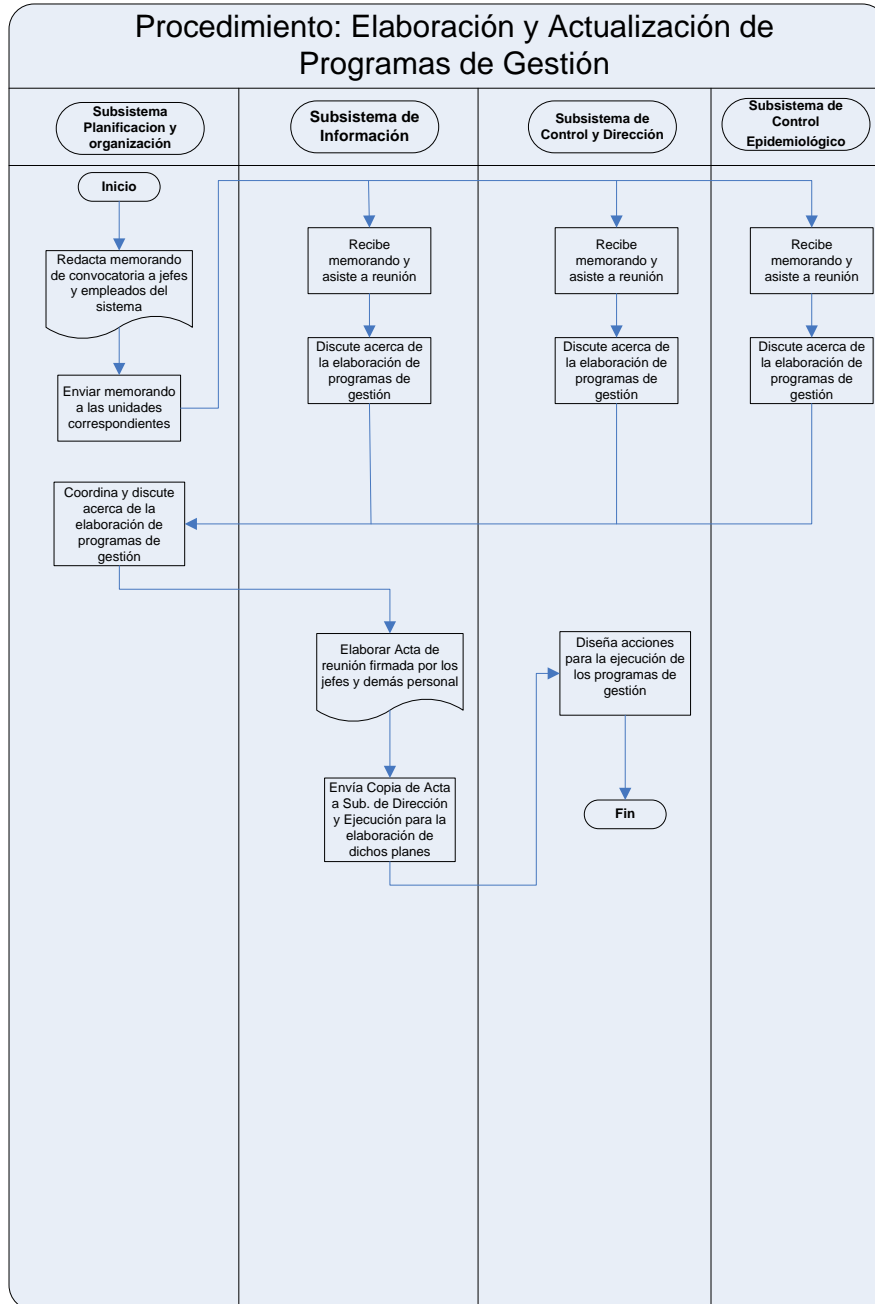 Procedimiento: Elaboración y Actualización de
Programas de Gestión
Subsistema
Planificacion y
organización
Subsistema de
Información
Subsistema de
Control y Dirección
Subsistema de
Control
Epidemiológico
Inicio
Redacta memorando
de convocatoria a jefes
y empleados del
sistema
Enviar memorando
a las unidades
correspondientes
Recibe
memorando y
asiste a reunión
Recibe
memorando y
asiste a reunión
Recibe
memorando y
asiste a reunión
Discute acerca de
la elaboración de
programas de
gestión
Discute acerca de
la elaboración de
programas de
gestión
Discute acerca de
la elaboración de
programas de
gestión
Coordina y discute
acerca de la
elaboración de
programas de
gestión
Elaborar Acta de
reunión firmada por los
jefes y demás personal
Envía Copia de Acta
a Sub. de Dirección
y Ejecución para la
elaboración de
dichos planes
Diseña acciones
para la ejecución de
los programas de
gestión
Fin